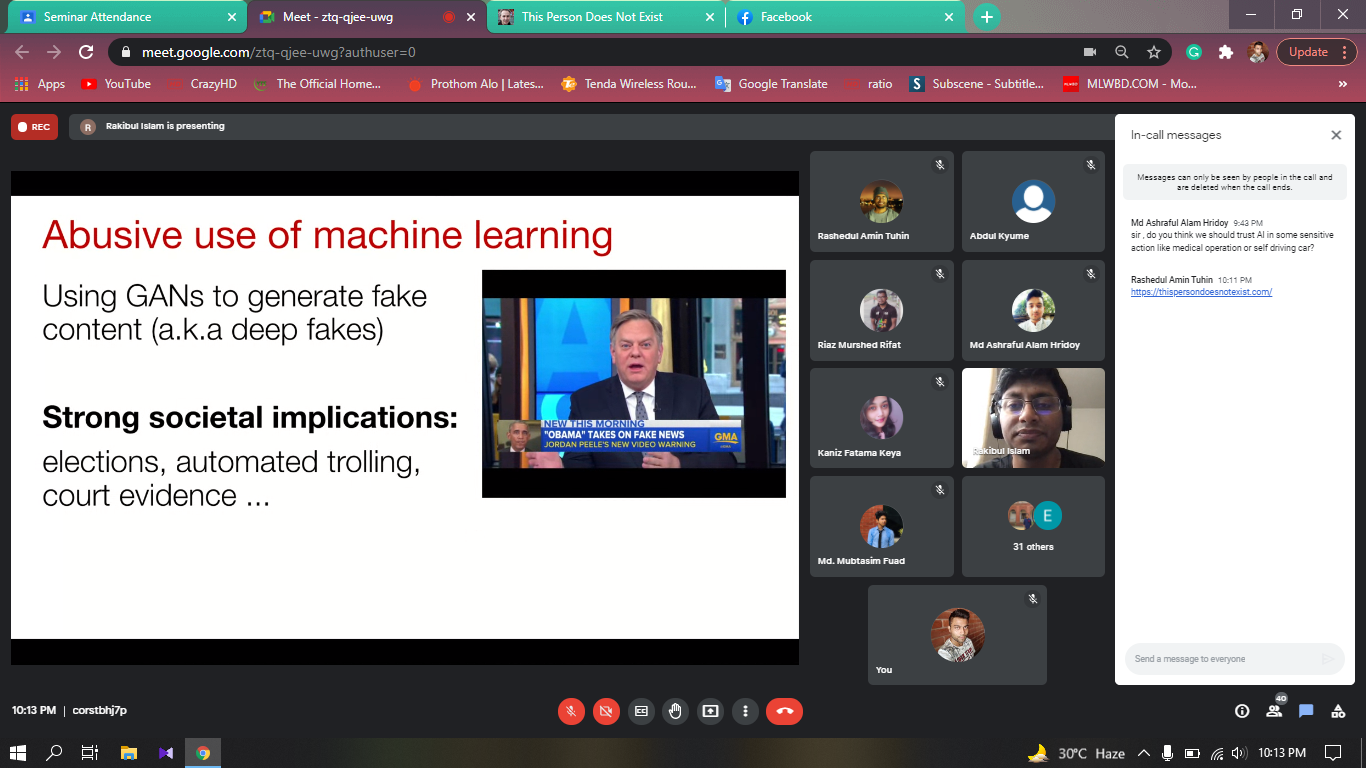 Seminar Attendance
Meet - ztq-qjee-uwg
This Person Does Not Exist
Facebook
meet.google.com/ztq-qjee-uwg?authuser=0
Update
Apps
YouTube
CrazyHD
The Official Home...
Prothom Alo | Lates...
Tenda Wireless Rou...
Google Translate
ratio
S
Subscene - Subtitle...
MLWBD.COM - Mo...
»
REC
R
Rakibul Islam is presenting
Abusive use of machine learning
Using GANs to generate fake
content (a.k.a deep fakes)
Strong societal implications:
elections, automated trolling,
court evidence ...
NEW THIS MORNING
"OBAMA" TAKES ON FAKE NEWS
JORDAN PEELE'S NEW VIDEO WARNING
GMA
Rashedul Amin Tuhin
Abdul Kyume
Riaz Murshed Rifat
Md Ashraful Alam Hridoy
Kaniz Fatama Keya
Rakibul Islam
Md. Mubtasim Fuad
E
31 others
You
In-call messages
Messages can only be seen by people in the call and
are deleted when the call ends.
Md Ashraful Alam Hridoy 9:43 PM
sir , do you think we should trust AI in some sensitive
action like medical operation or self driving car?
Rashedul Amin Tuhin 10:11 PM
https://thispersondoesnotexist.com/
Send a message to everyone
10:13 PM | corstbhj7p
40
30°C Haze
10:13 PM